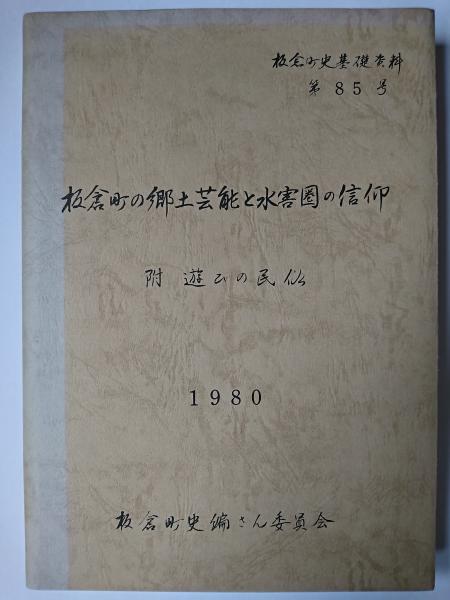 板倉町史基礎資料
第85号
板倉町の郷土芸能と水害圏の信仰
附 遊びの民俗
1980
板倉町史編さん委員会